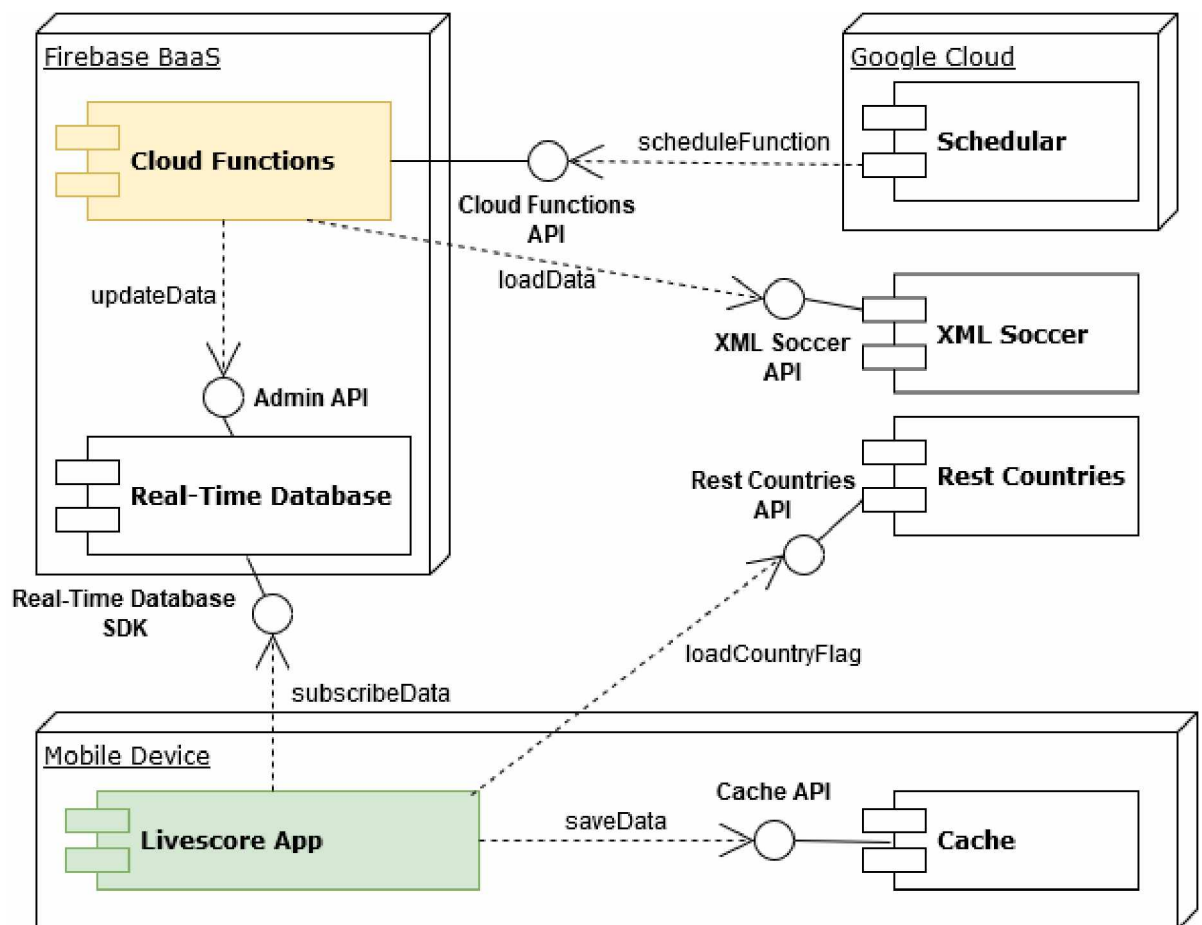 Firebase BaaS
Google Cloud
Cloud Functions
scheduleFunction
Schedular
Cloud Functions
API
loadData
updateData
XML Soccer
API
XML Soccer
Admin API
Real-Time Database
Rest Countries
API
Rest Countries
Real-Time Database
SDK
loadCountryFlag
subscribeData
Mobile Device
Livescore App
saveData
Cache API
Cache